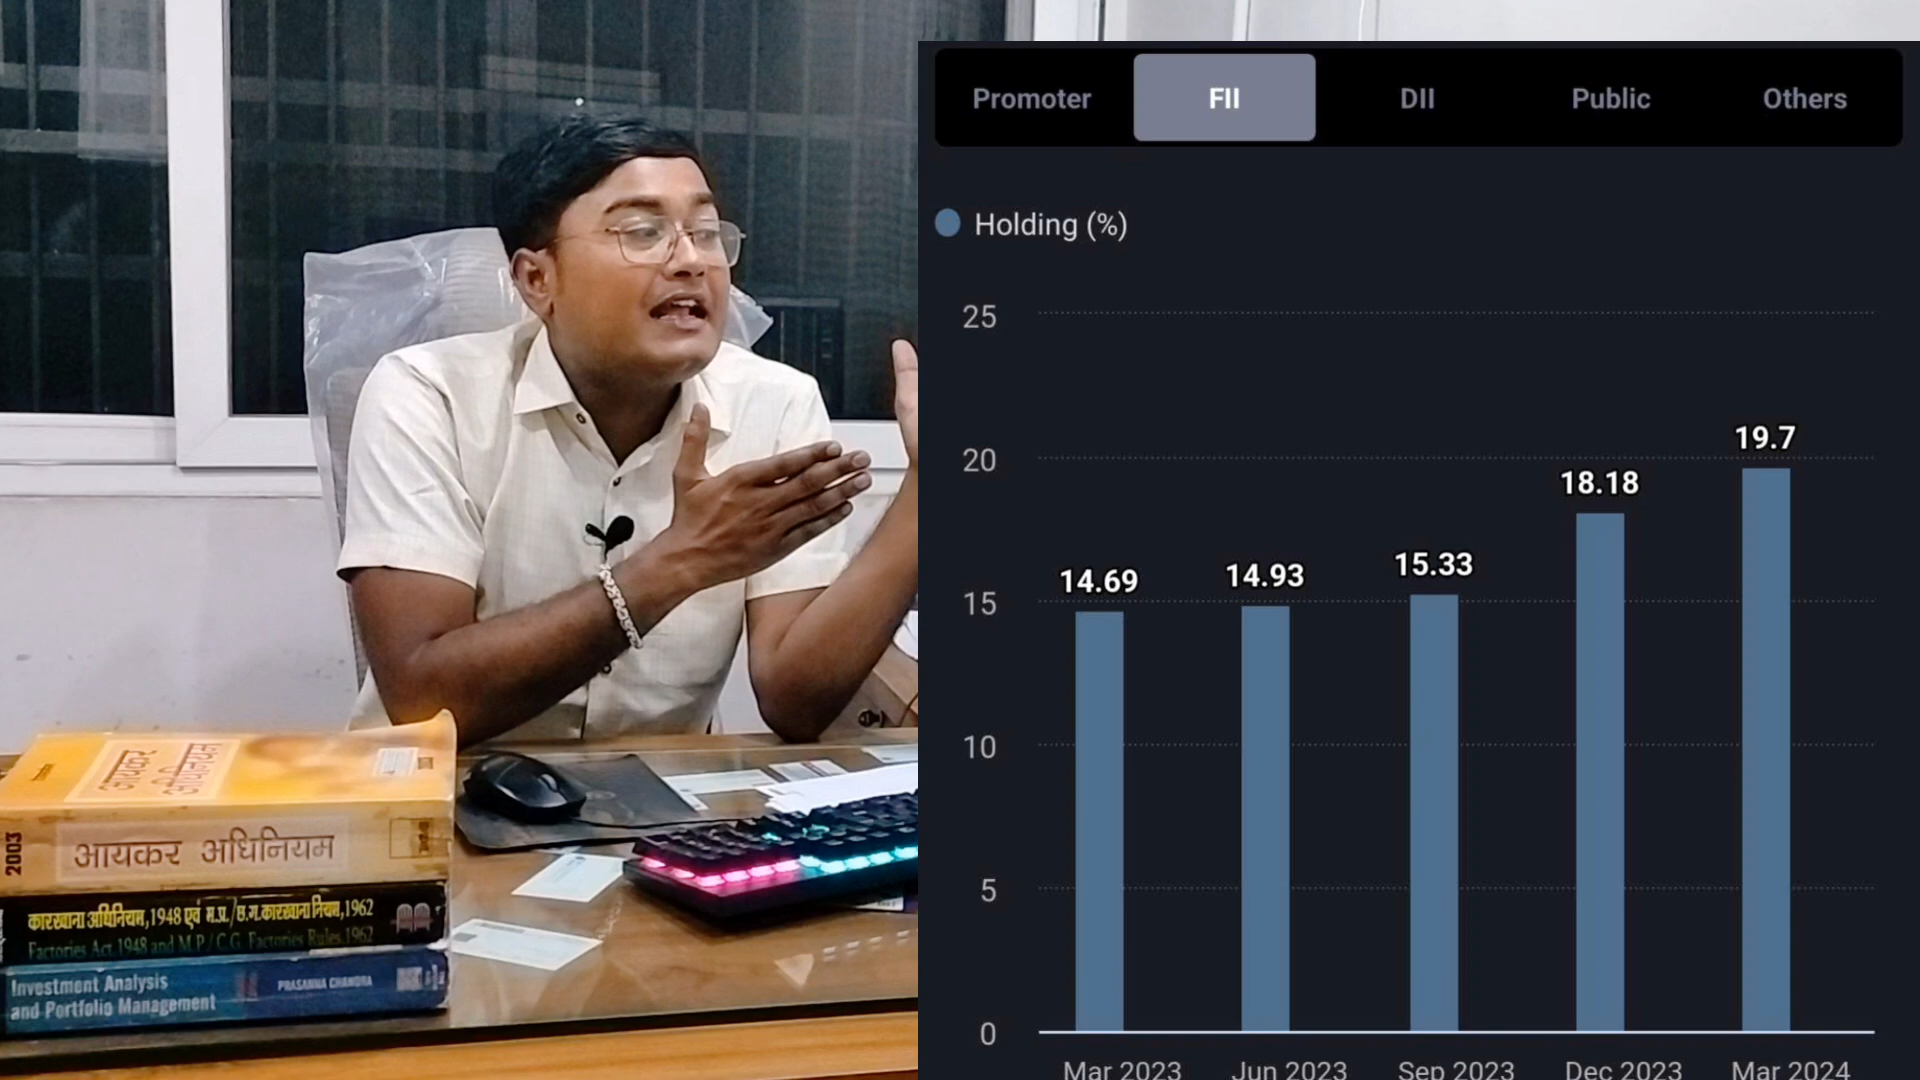 Promoter FII DII Public Others
Holding (%)
25
20
15
10
5
0
14.69
14.93
15.33
18.18
19.7
Mar 2023 Jun 2023 Sep 2023 Dec 2023 Mar 2024
आयकर
अधिनियम
2003
आयकर अधिनियम
कारखाना अधिनियम, 1948 एवं म.प्र./छ.ग. कारखाना नियम, 1962
Factories Act, 1948 and M.P./C.G. Factories Rules, 1962
Investment Analysis
and Portfolio Management
PRASANNA CHANDRA